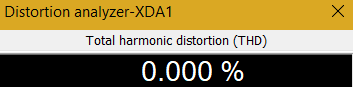 Distortion analyzer-XDA1
Total harmonic distortion (THD)
0.000 %